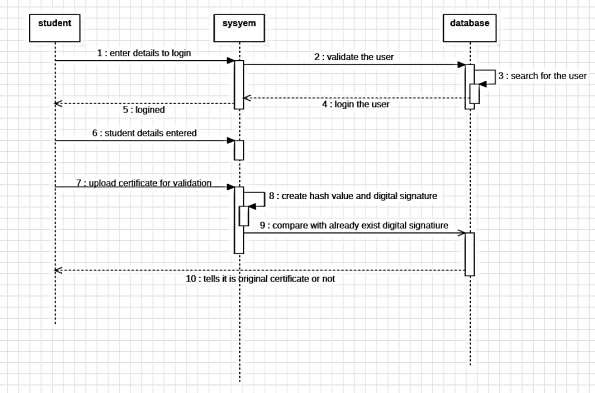 student
sysyem
database
1 : enter details to login
2 : validate the user
3 : search for the user
4 : login the user
5 : logined
6 : student details entered
7 : upload certificate for validation
8 : create hash value and digital signature
9 : compare with already exist digital signatiure
10 : tells it is original certificate or not